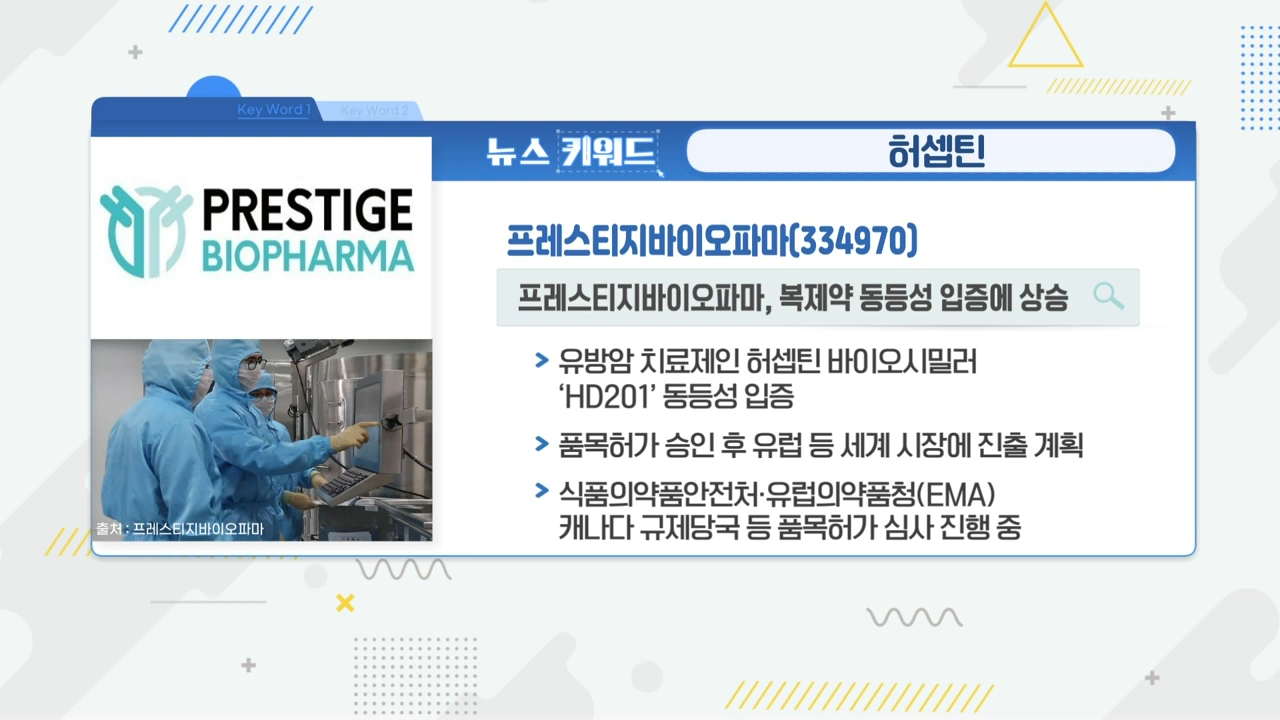 Key Word 1
Key Word 2
뉴스 키워드
허셉틴
PRESTIGE
BIOPHARMA
프레스티지바이오파마(334970)
프레스티지바이오파마, 복제약 동등성 입증에 상승
유방암 치료제인 허셉틴 바이오시밀러
‘HD201’ 동등성 입증
품목허가 승인 후 유럽 등 세계 시장에 진출 계획
식품의약품안전처·유럽의약품청(EMA)
캐나다 규제당국 등 품목허가 심사 진행 중
출처 : 프레스티지바이오파마